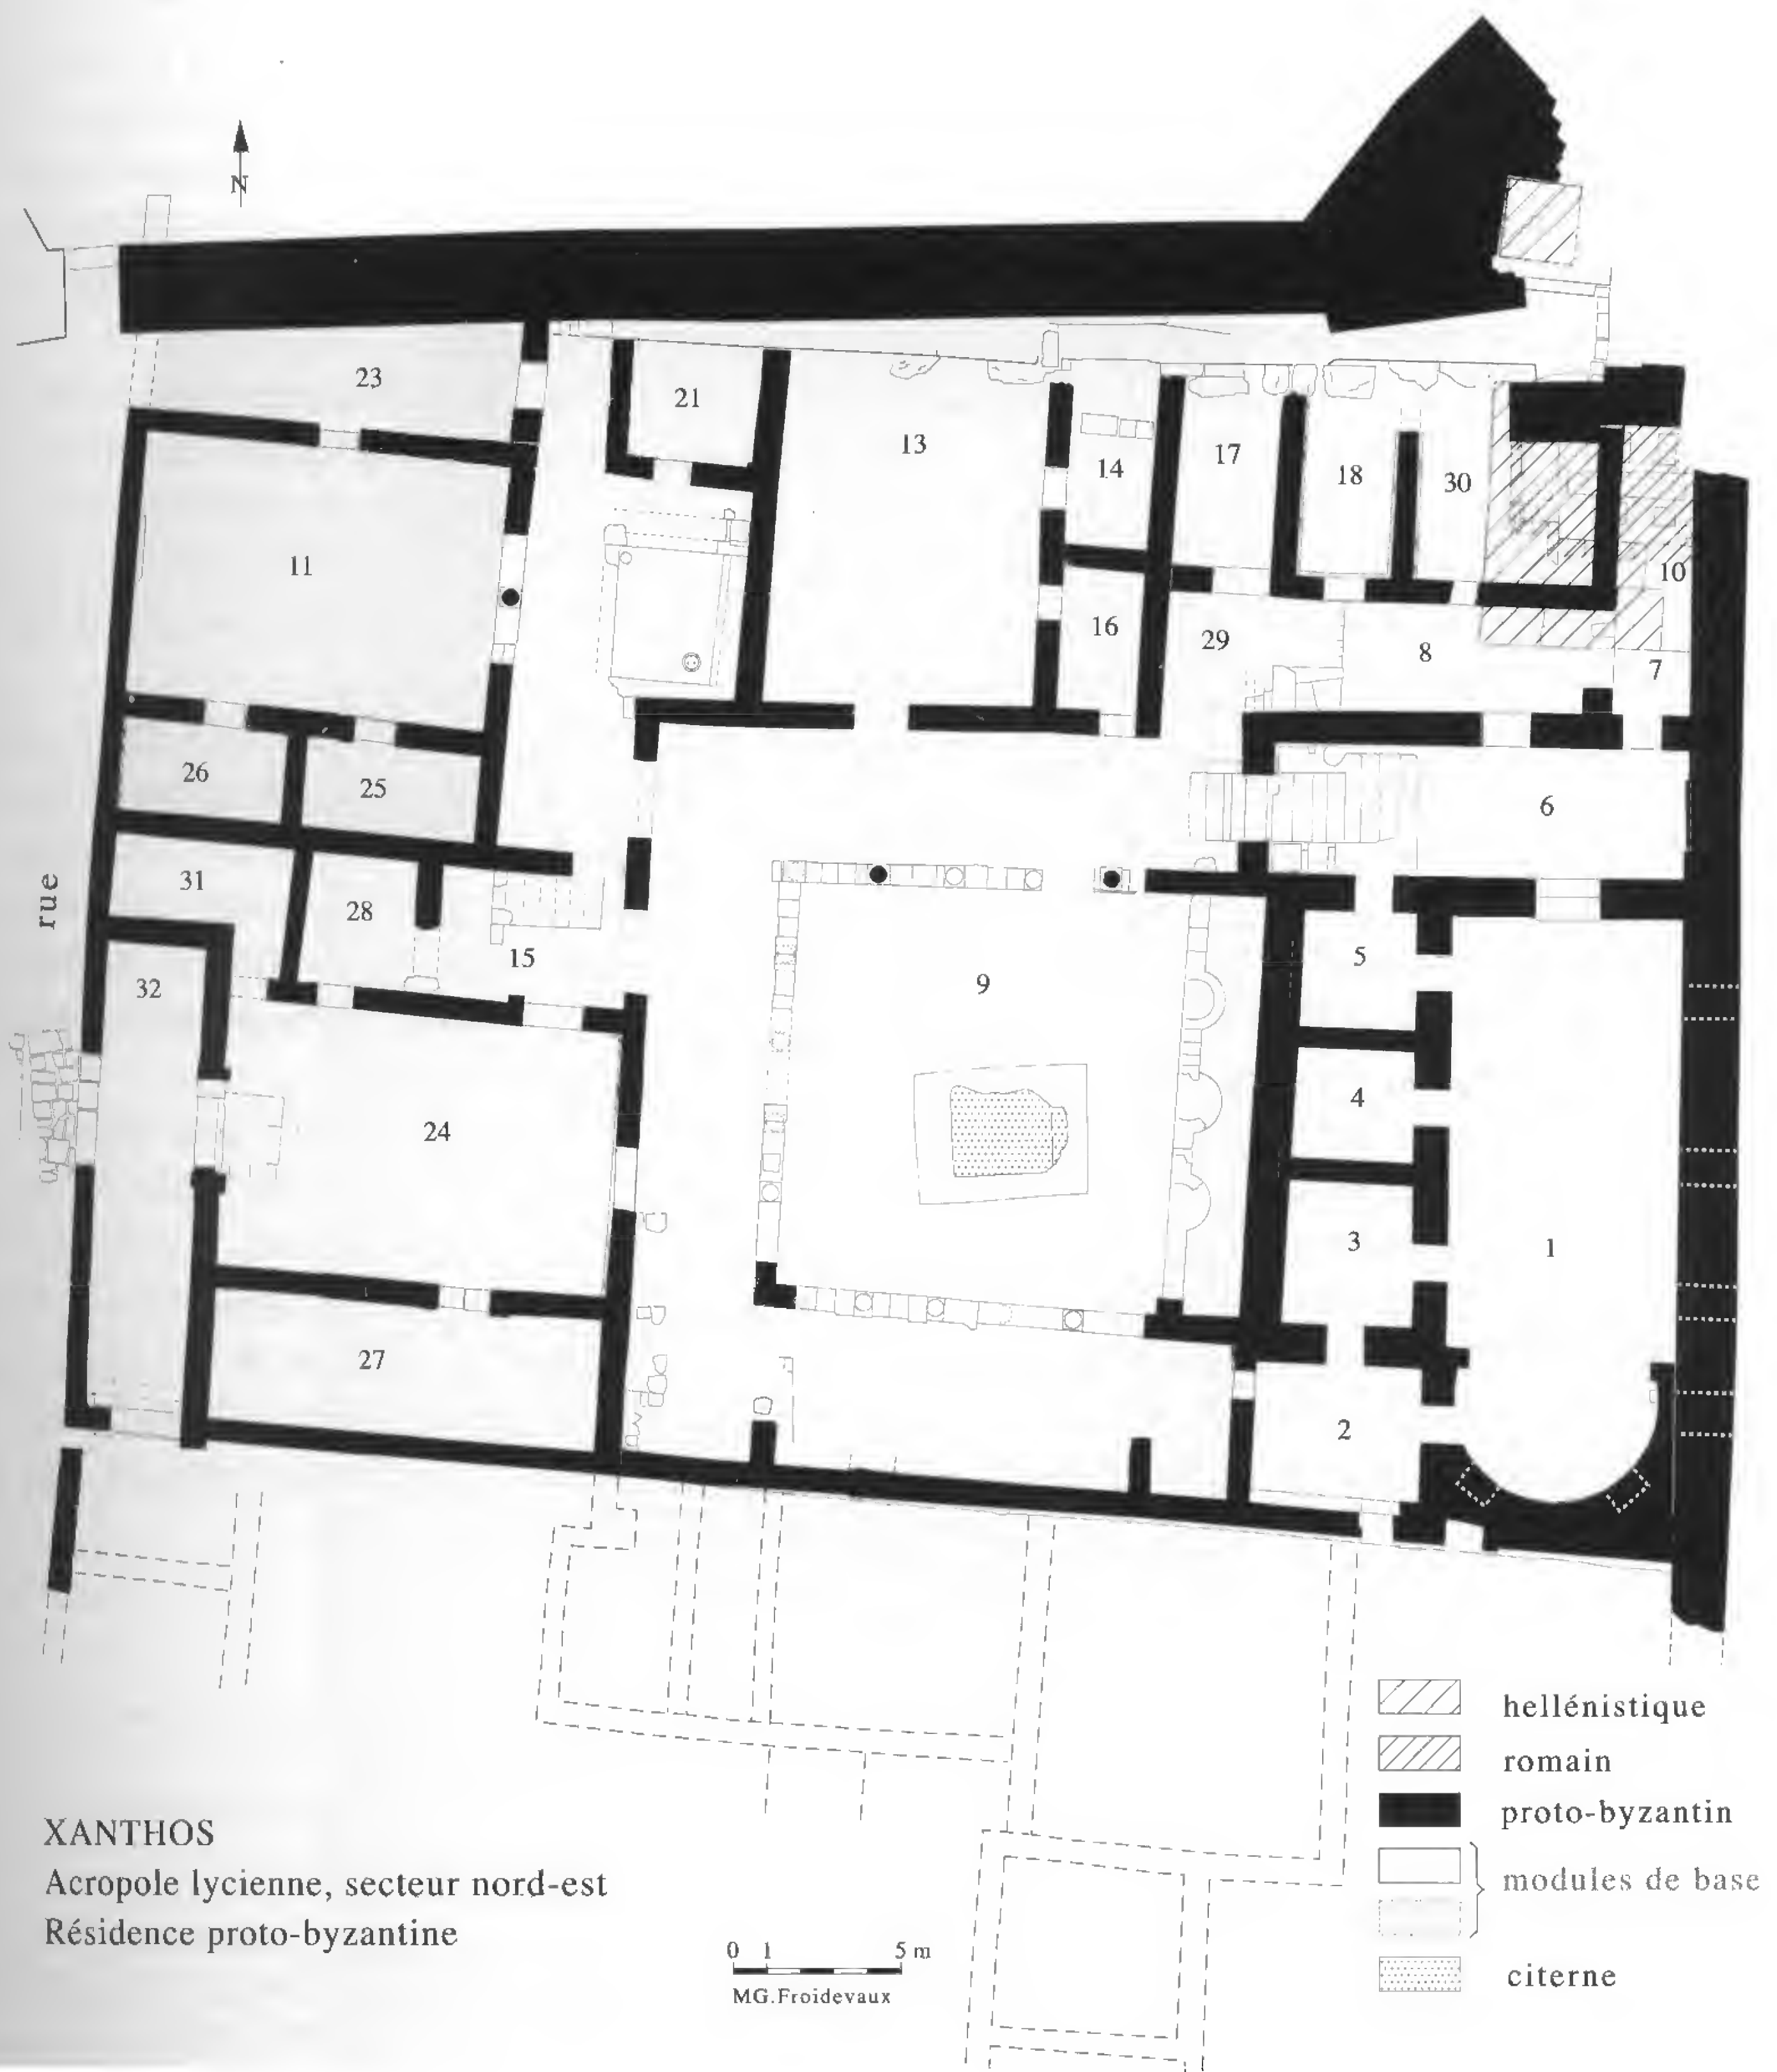 N
23
21
13
14
17
18
30
11
10
16
29
8
7
26
25
6
31
28
15
5
rue
32
9
4
24
3
1
27
2
hellénistique
romain
proto-byzantin
modules de base
citerne
XANTHOS
Acropole lycienne, secteur nord-est
Résidence proto-byzantine
0 1 5 m
MG.Froidevaux